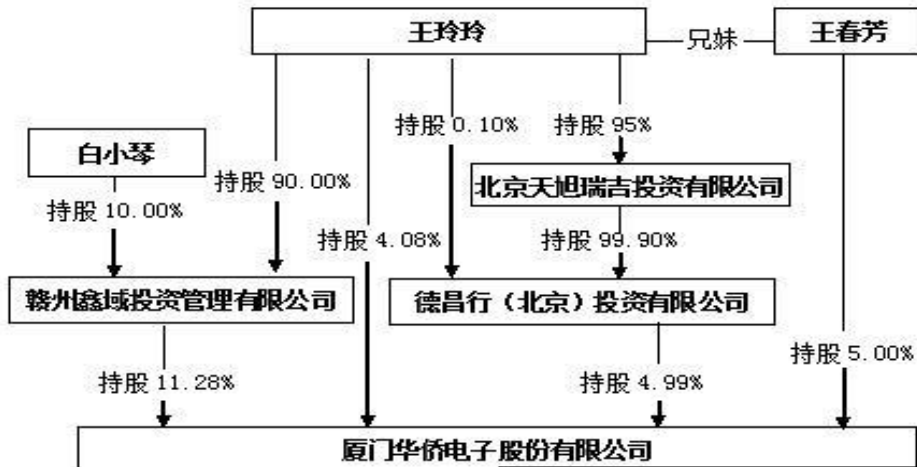 王玲玲
兄妹
王春芳
持股 0.10%
持股 95%
白小琴
北京天旭瑞吉投资有限公司
持股 90.00%
持股 10.00%
持股 4.08%
持股 99.90%
赣州鑫域投资管理有限公司
德昌行（北京）投资有限公司
持股 5.00%
持股 11.28%
持股 4.99%
厦门华侨电子股份有限公司